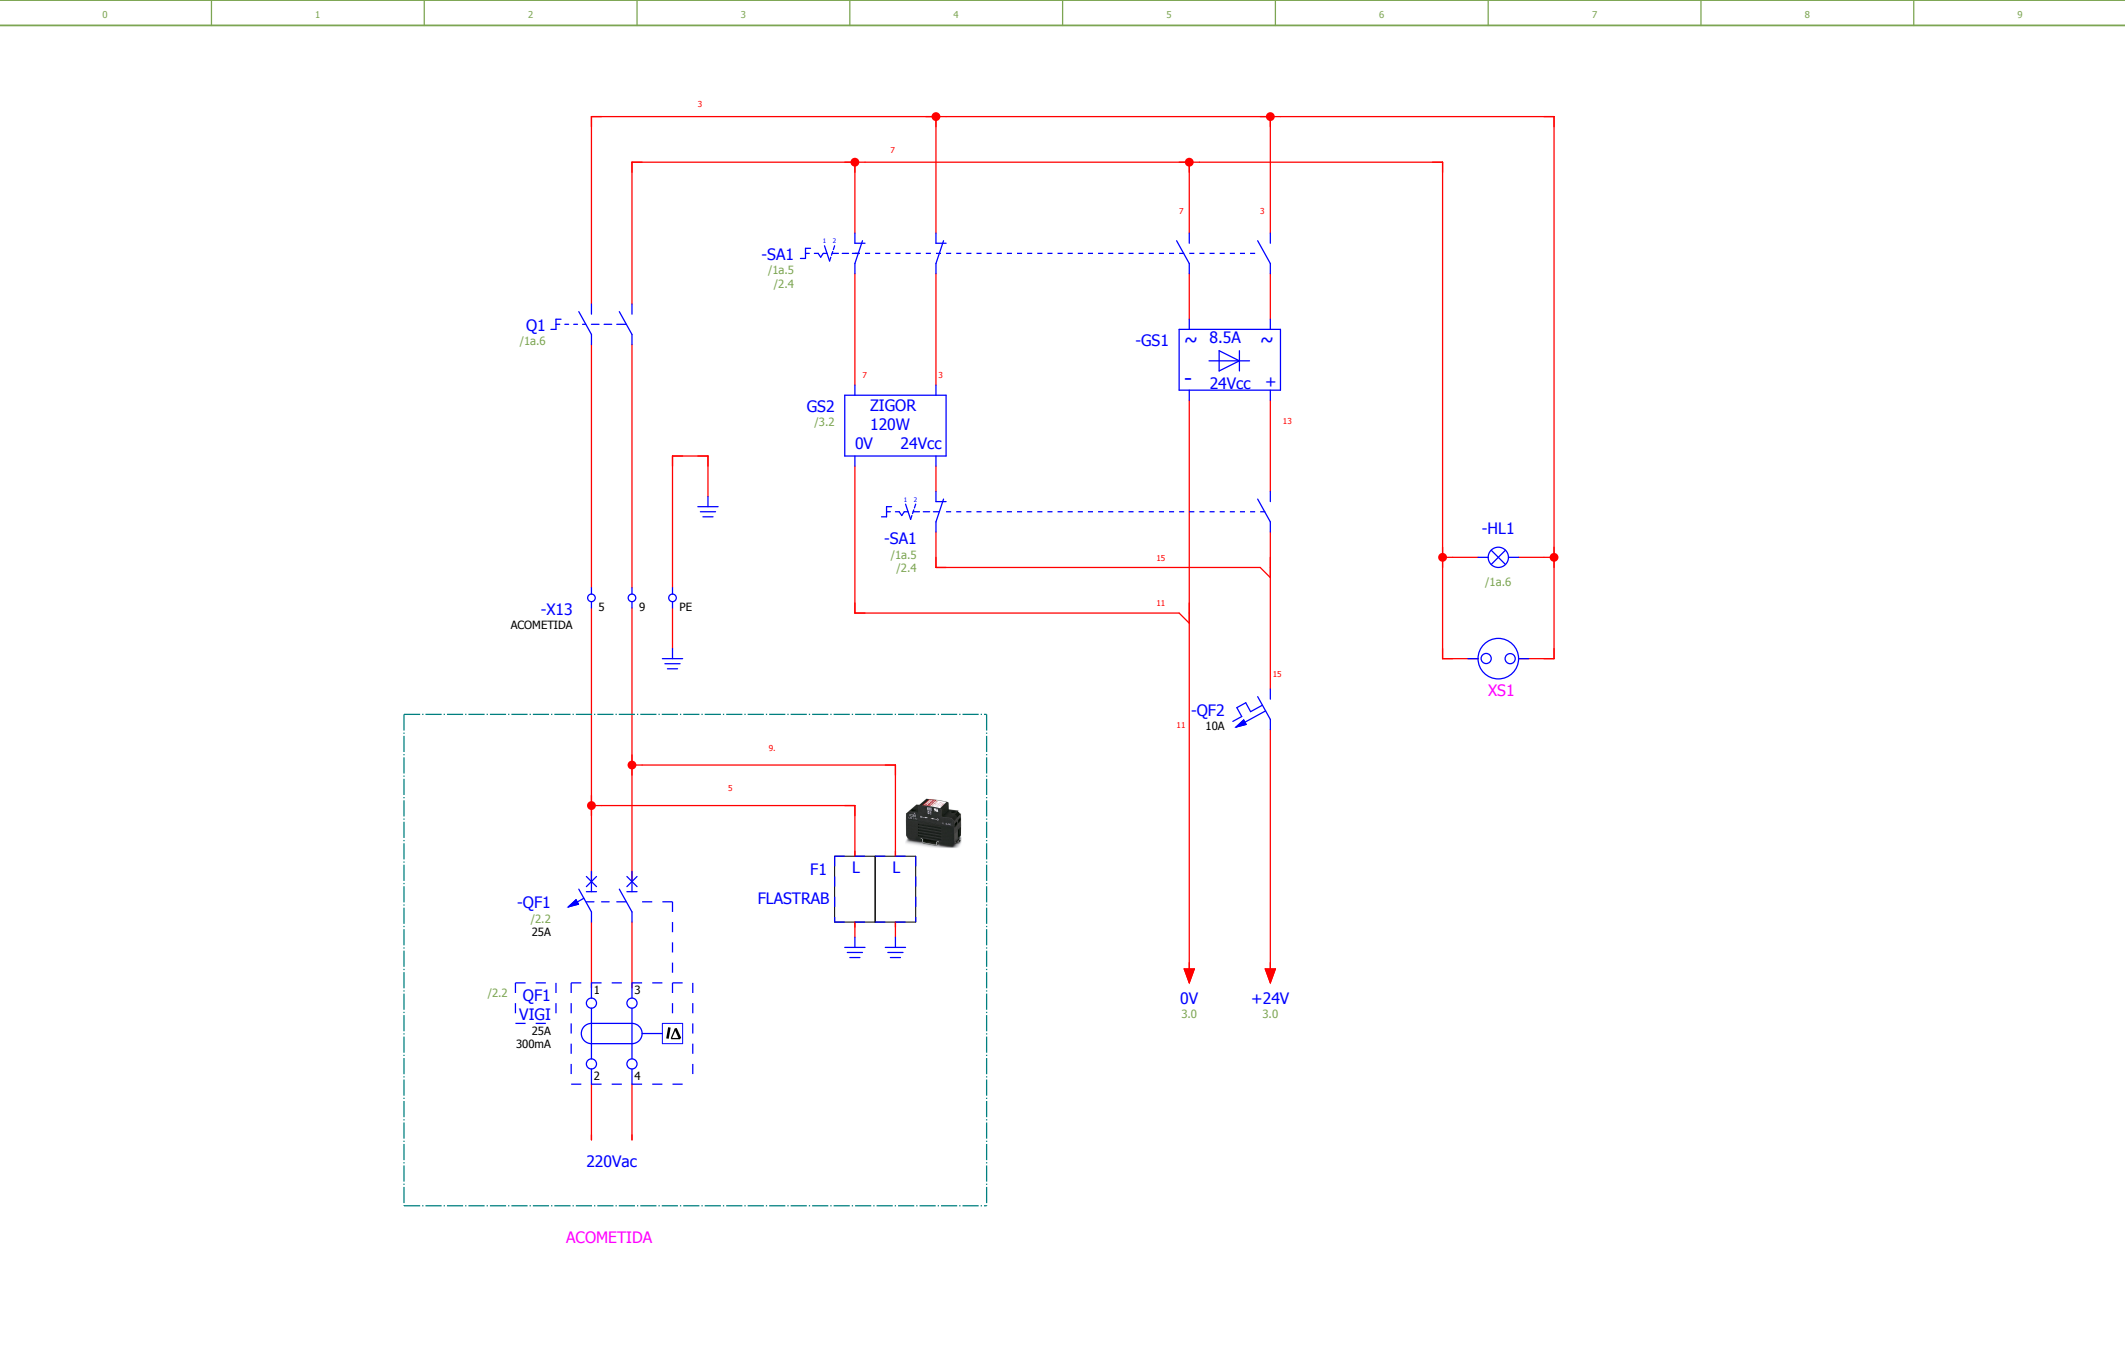 0 1 2 3 4 5 6 7 8 9
3
7
7 3
1 2
-SA1
/1a.5
/2.4
Q1
/1a.6
-GS1
~ 8.5A ~
- 24Vcc +
7 3
GS2
/3.2
ZIGOR
120W
0V 24Vcc
13
1 2
-SA1
/1a.5
/2.4
15
11
-HL1
/1a.6
XS1
-X13
ACOMETIDA
5 9 PE
15
-QF2
10A
11
9.
5
F1
FLASTRAB
L L
-QF1
/2.2
25A
/2.2
QF1
VIGI
25A
300mA
1 3
I∆
2 4
0V +24V
3.0 3.0
220Vac
ACOMETIDA